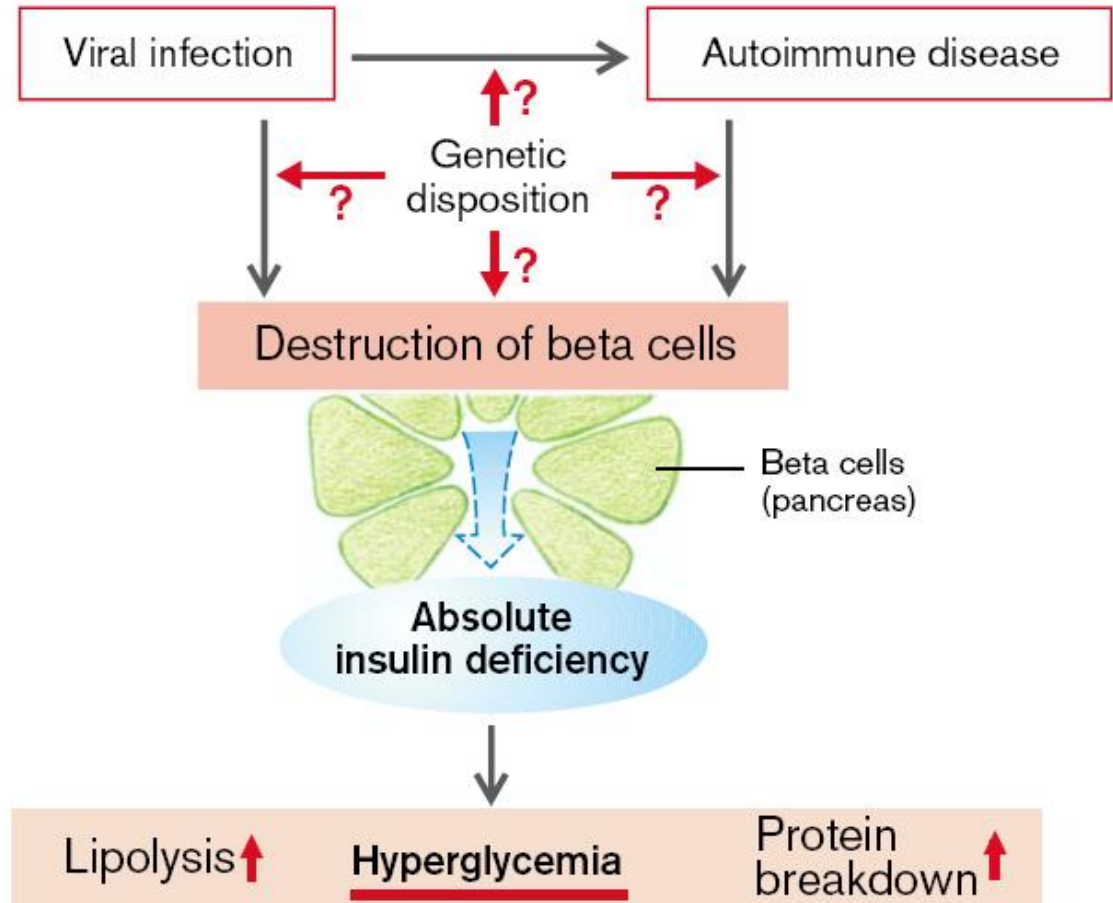 Viral infection
Autoimmune disease
?
Genetic
disposition
?
?
?
Destruction of beta cells
Beta cells
(pancreas)
Absolute
insulin deficiency
Lipolysis
Hyperglycemia
Protein
breakdown